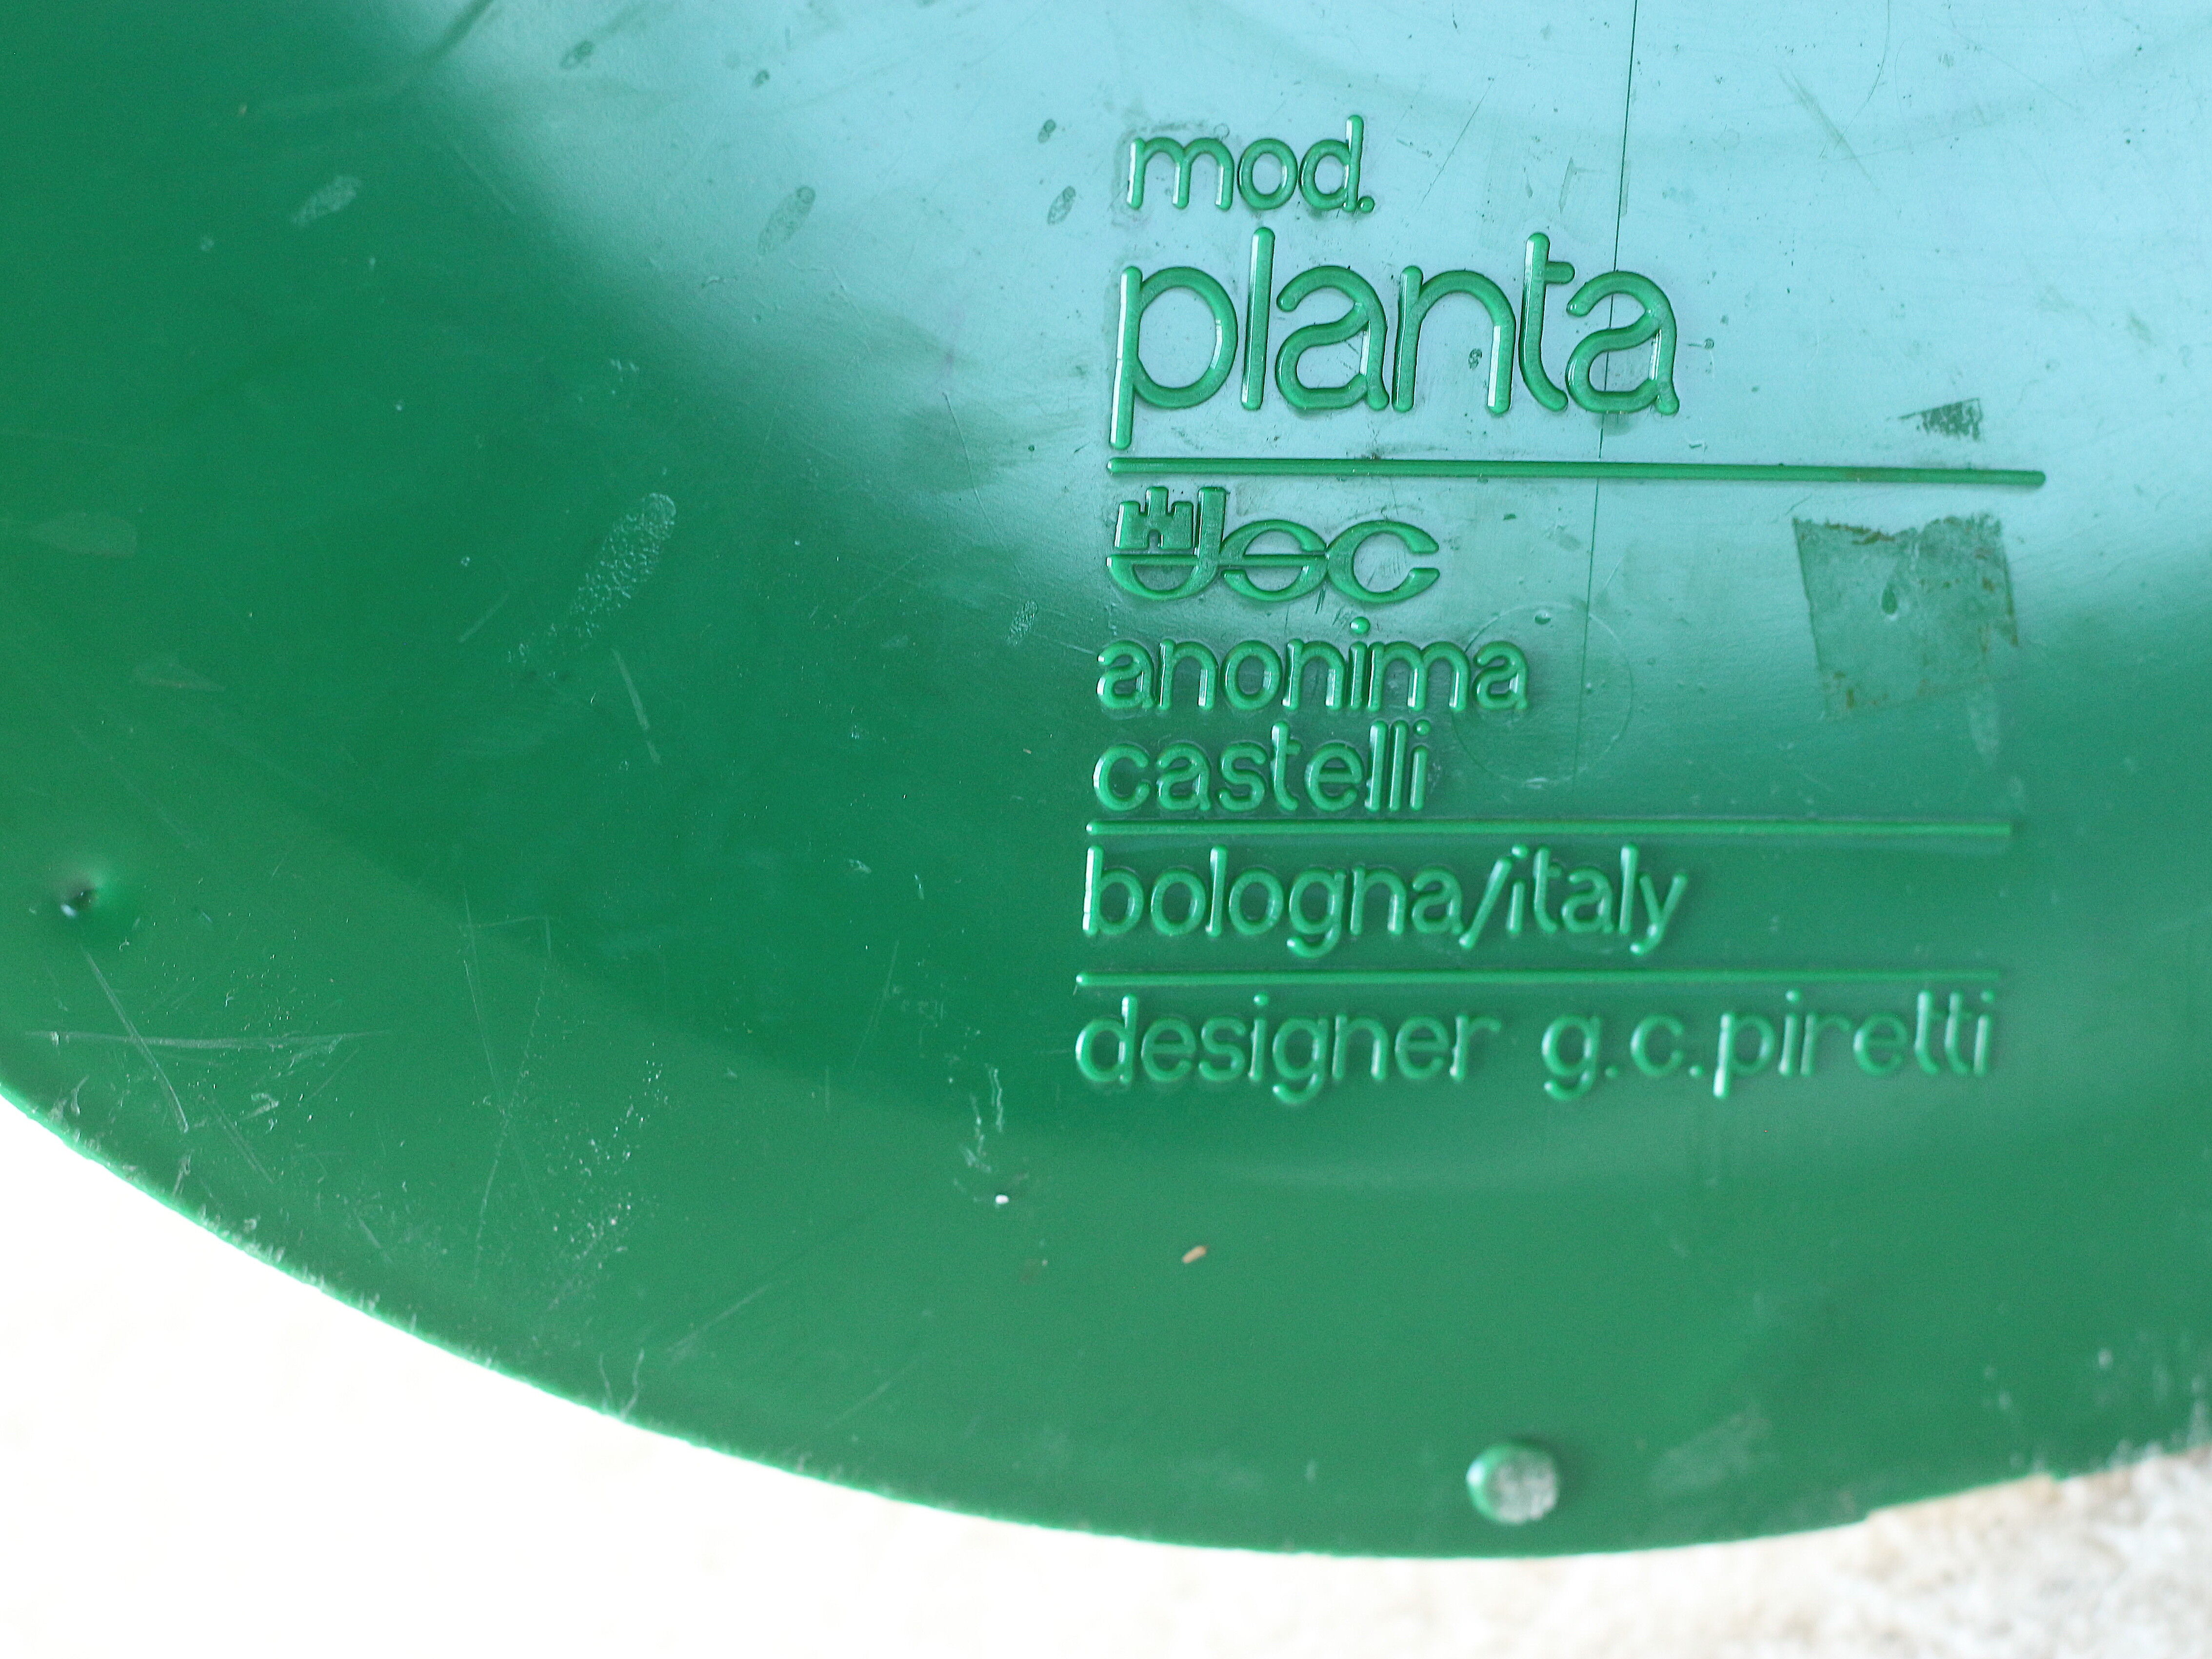 mod.
planta
anonima
castelli
bologna/italy
designer g.c.piretti